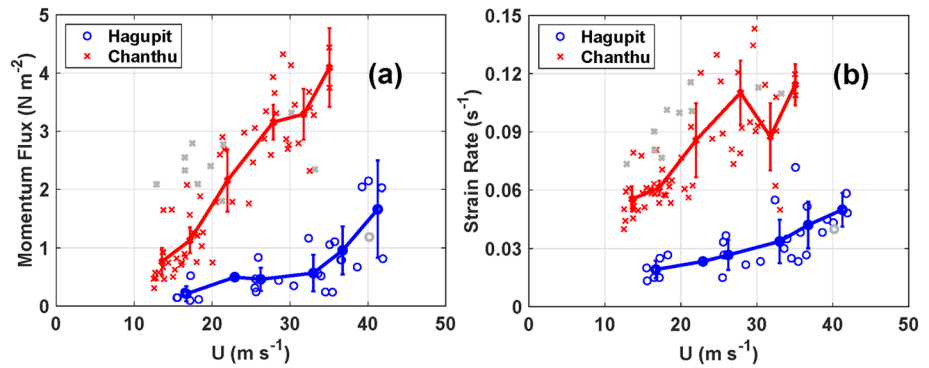 Momentum Flux (N m⁻²)
5
4
3
2
1
0
0 10 20 30 40 50
U (m s⁻¹)
Hagupit
Chanthu
(a)
Strain Rate (s⁻¹)
0.15
0.12
0.09
0.06
0.03
0.00
0 10 20 30 40 50
U (m s⁻¹)
Hagupit
Chanthu
(b)